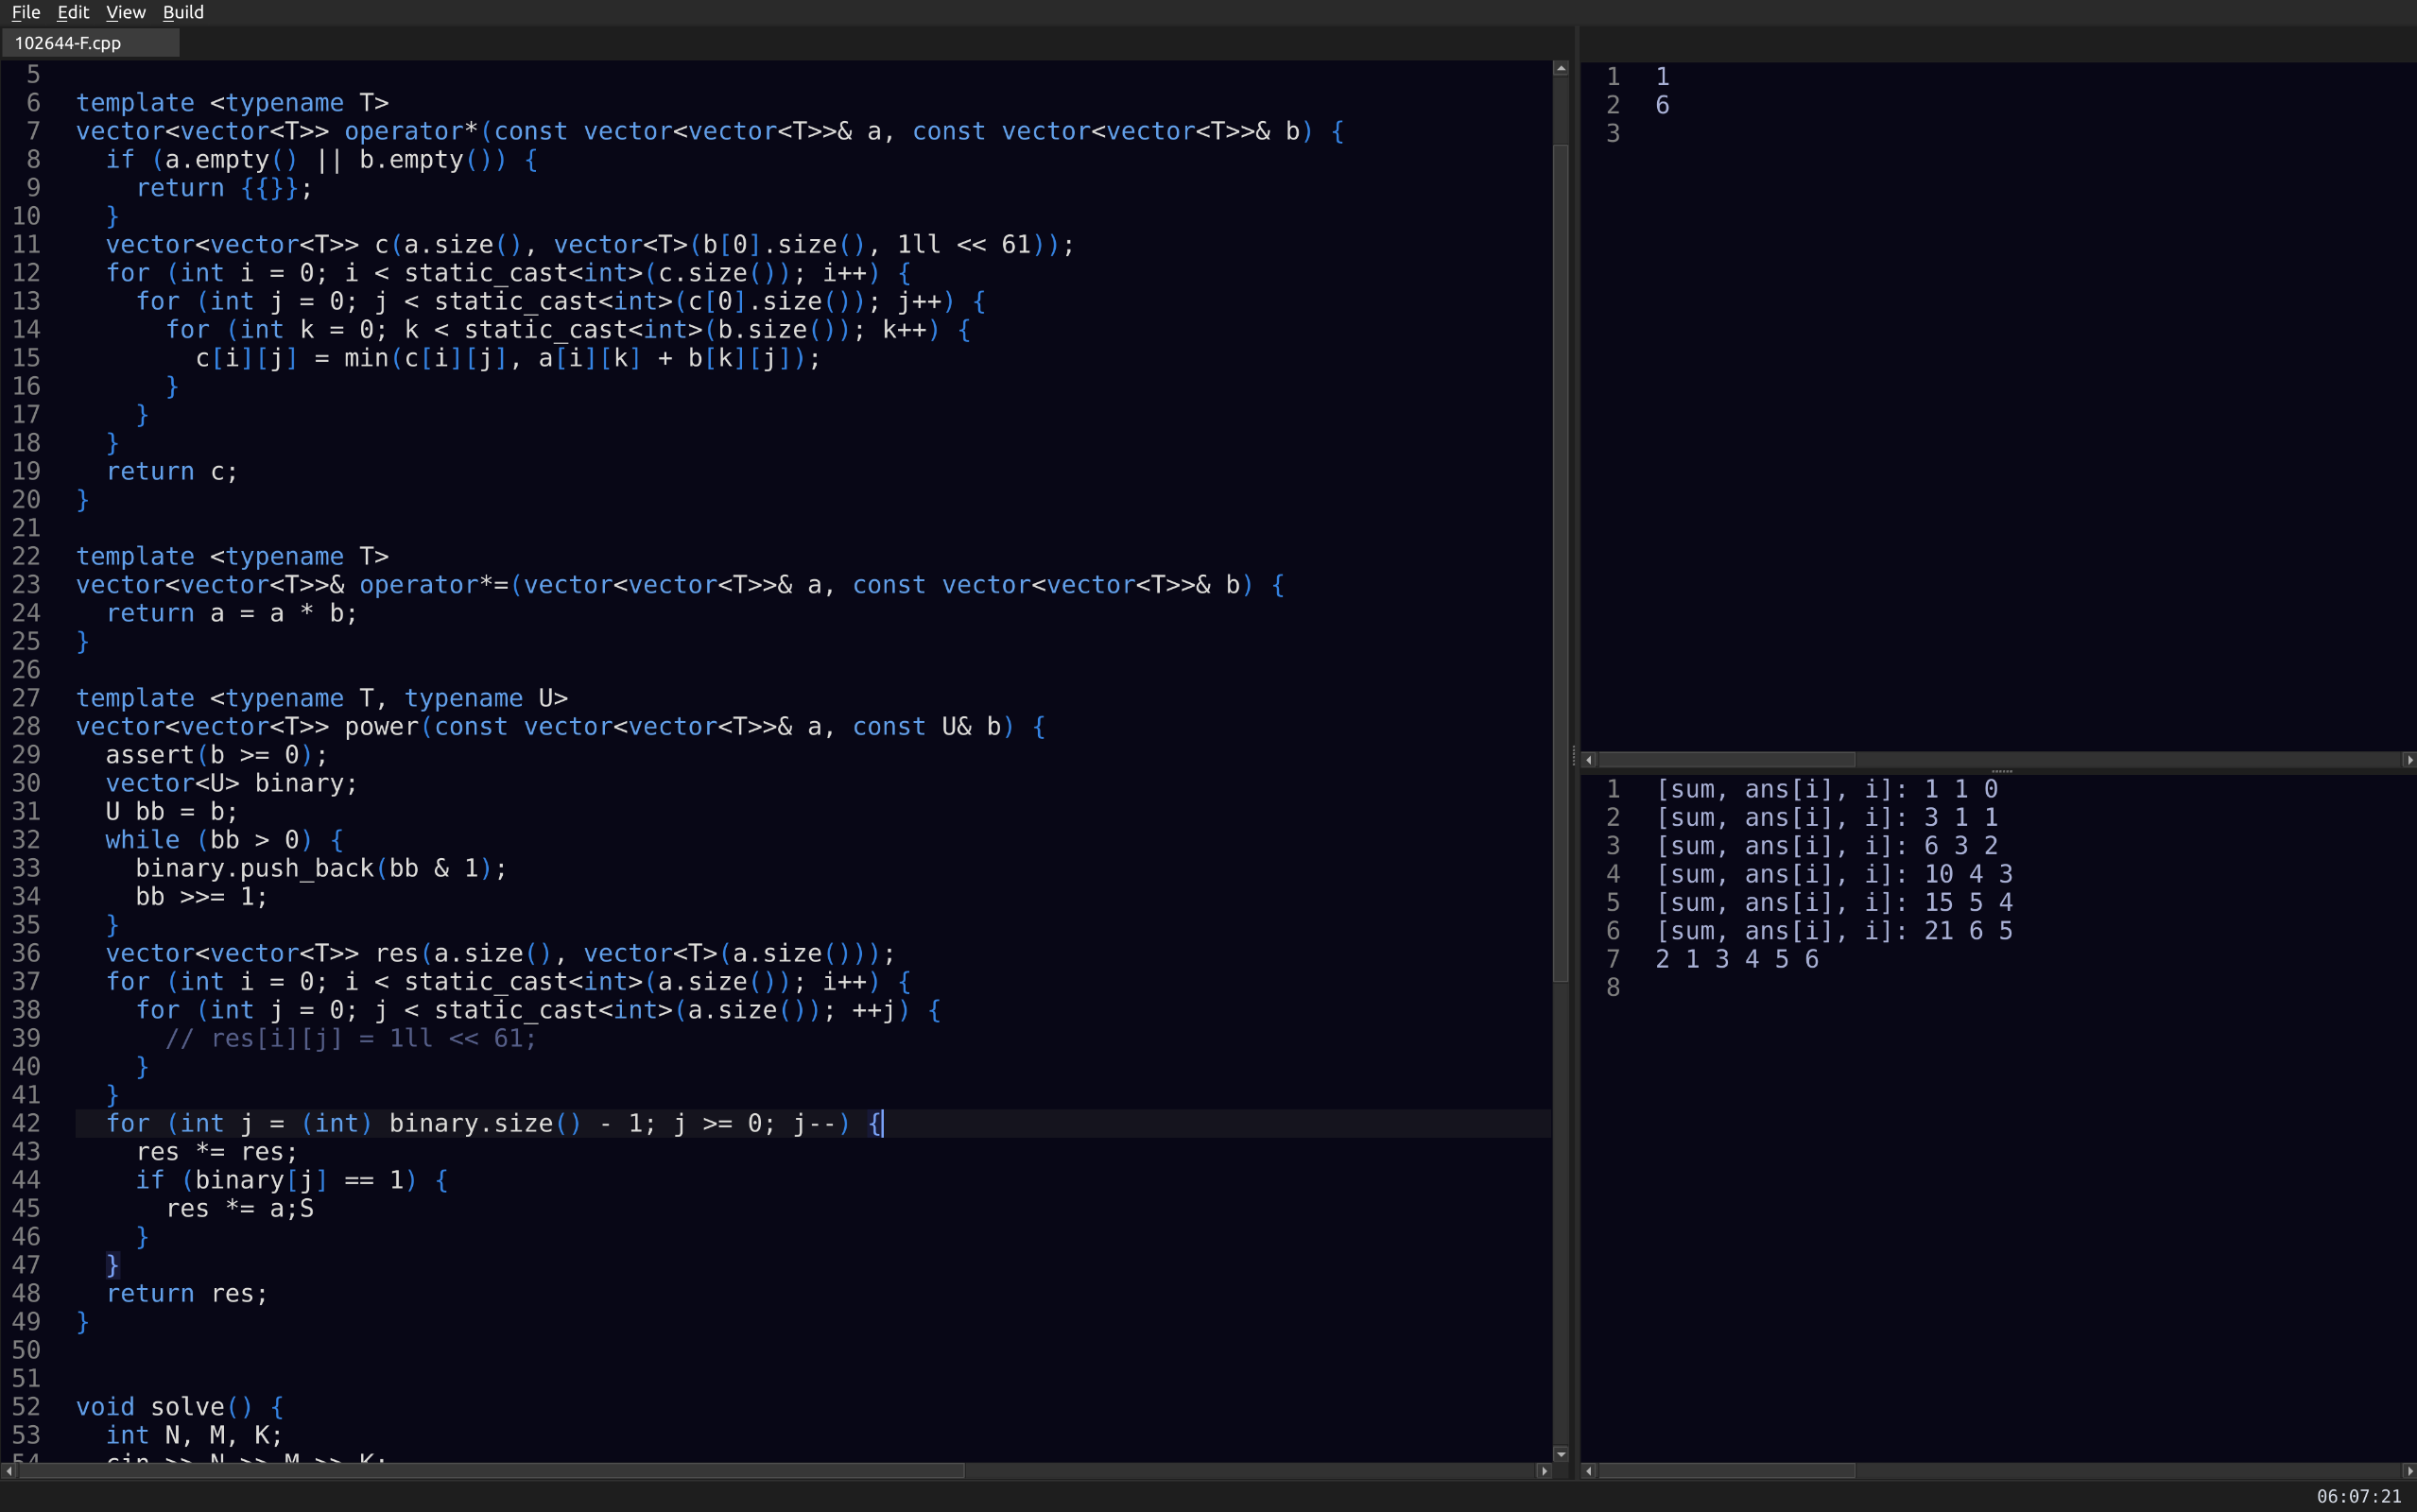 File Edit View Build
102644-F.cpp
5
6 template <typename T>
7 vector<vector<T>> operator*(const vector<vector<T>>& a, const vector<vector<T>>& b) {
8   if (a.empty() || b.empty()) {
9     return {{}};
10   }
11   vector<vector<T>> c(a.size(), vector<T>(b[0].size(), 1ll << 61));
12   for (int i = 0; i < static_cast<int>(c.size()); i++) {
13     for (int j = 0; j < static_cast<int>(c[0].size()); j++) {
14       for (int k = 0; k < static_cast<int>(b.size()); k++) {
15         c[i][j] = min(c[i][j], a[i][k] + b[k][j]);
16       }
17     }
18   }
19   return c;
20 }
21
22 template <typename T>
23 vector<vector<T>>& operator*=(vector<vector<T>>& a, const vector<vector<T>>& b) {
24   return a = a * b;
25 }
26
27 template <typename T, typename U>
28 vector<vector<T>> power(const vector<vector<T>>& a, const U& b) {
29   assert(b >= 0);
30   vector<U> binary;
31   U bb = b;
32   while (bb > 0) {
33     binary.push_back(bb & 1);
34     bb >>= 1;
35   }
36   vector<vector<T>> res(a.size(), vector<T>(a.size()));
37   for (int i = 0; i < static_cast<int>(a.size()); i++) {
38     for (int j = 0; j < static_cast<int>(a.size()); ++j) {
39       // res[i][j] = 1ll << 61;
40     }
41   }
42   for (int j = (int) binary.size() - 1; j >= 0; j--) {
43     res *= res;
44     if (binary[j] == 1) {
45       res *= a;S
46     }
47   }
48   return res;
49 }
50
51
52 void solve() {
53   int N, M, K;
54   cin >> N >> M >> K;
1 1
2 6
3
1 [sum, ans[i], i]: 1 1 0
2 [sum, ans[i], i]: 3 1 1
3 [sum, ans[i], i]: 6 3 2
4 [sum, ans[i], i]: 10 4 3
5 [sum, ans[i], i]: 15 5 4
6 [sum, ans[i], i]: 21 6 5
7 2 1 3 4 5 6
8
06:07:21